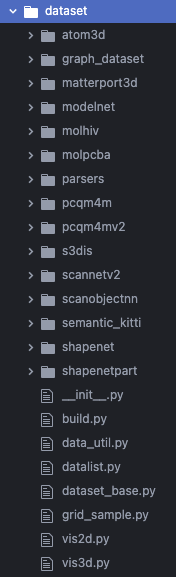 dataset
atom3d
graph_dataset
matterport3d
modelnet
molhiv
molpcba
parsers
pcqm4m
pcqm4mv2
s3dis
scannetv2
scanobjectnn
semantic_kitti
shapenet
shapenetpart
__init__.py
build.py
data_util.py
datalist.py
dataset_base.py
grid_sample.py
vis2d.py
vis3d.py